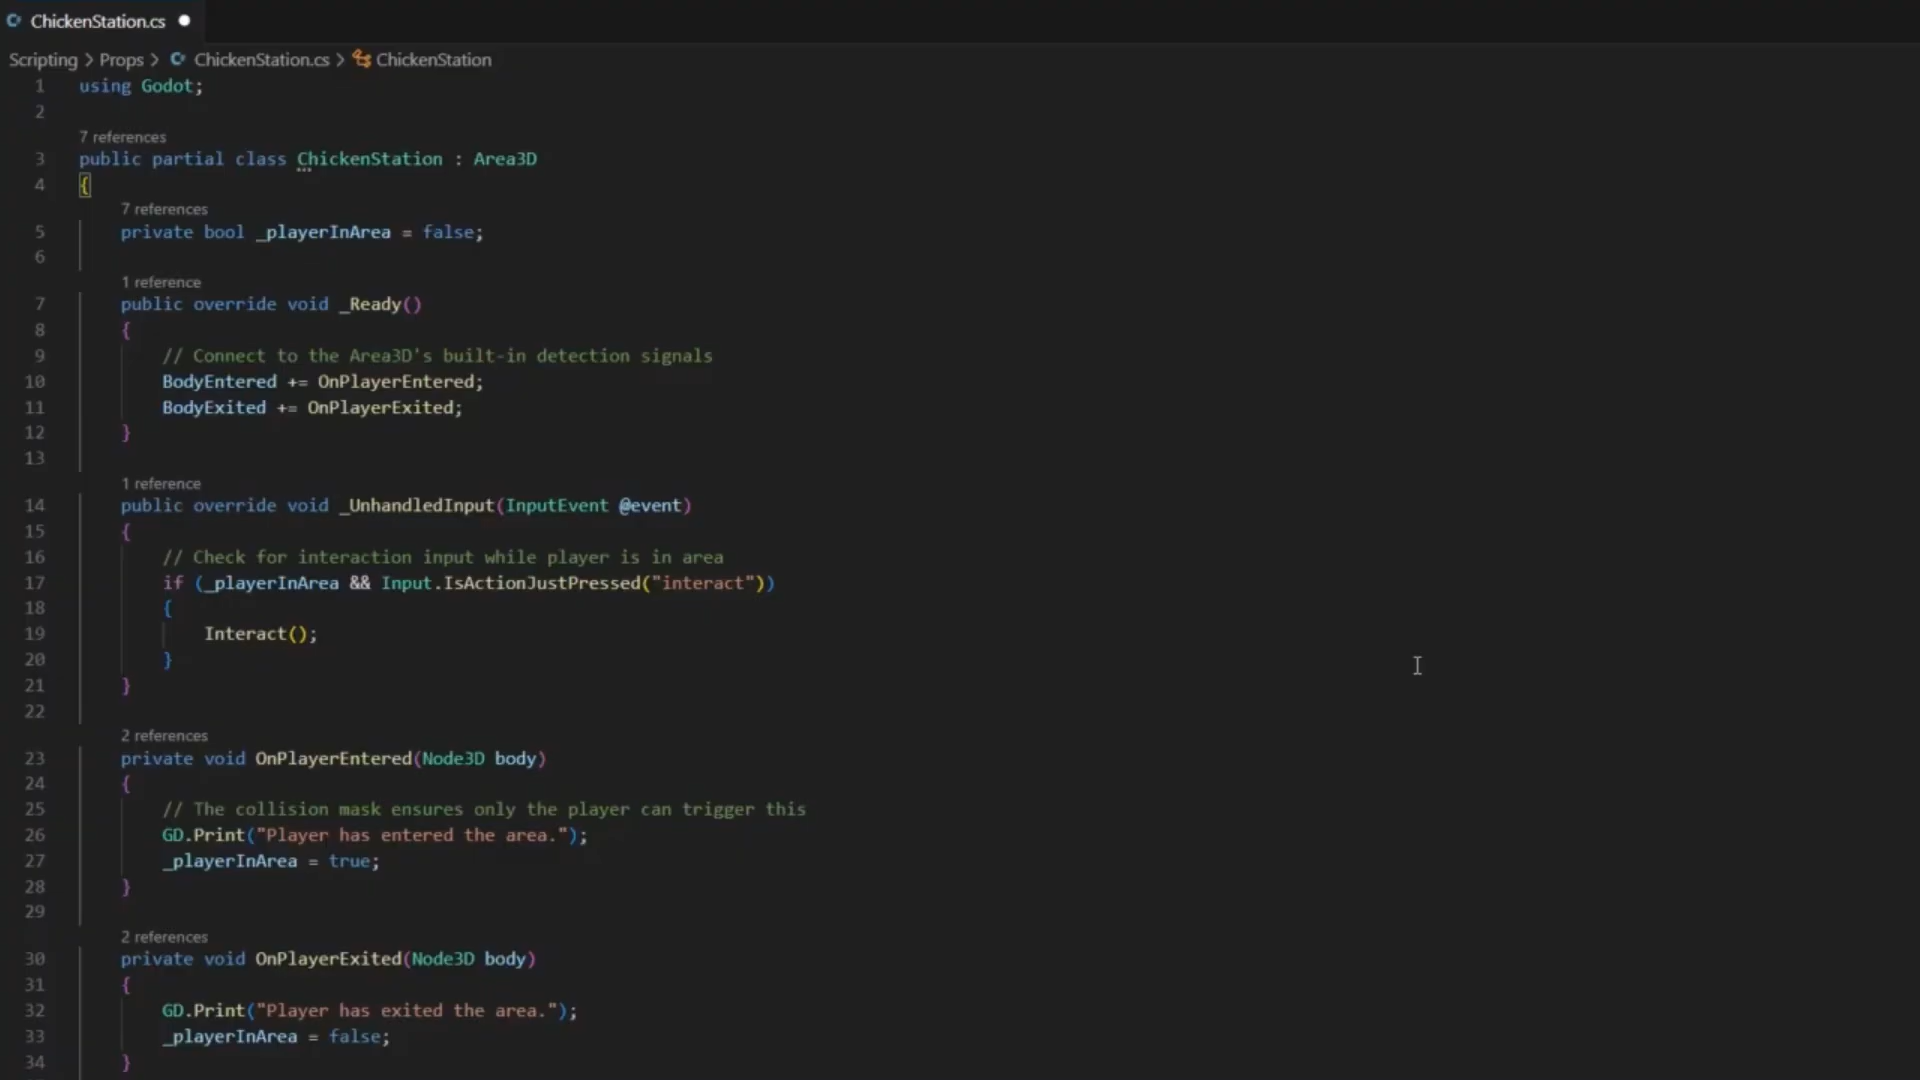 ChickenStation.cs
Scripting > Props > ChickenStation.cs > ChickenStation
1 using Godot;
2
7 references
3 public partial class ChickenStation : Area3D
4 {
7 references
5 private bool _playerInArea = false;
6
1 reference
7 public override void _Ready()
8 {
9 // Connect to the Area3D's built-in detection signals
10 BodyEntered += OnPlayerEntered;
11 BodyExited += OnPlayerExited;
12 }
13
1 reference
14 public override void _UnhandledInput(InputEvent @event)
15 {
16 // Check for interaction input while player is in area
17 if (_playerInArea && Input.IsActionJustPressed("interact"))
18 {
19 Interact();
20 }
21 }
22
2 references
23 private void OnPlayerEntered(Node3D body)
24 {
25 // The collision mask ensures only the player can trigger this
26 GD.Print("Player has entered the area.");
27 _playerInArea = true;
28 }
29
2 references
30 private void OnPlayerExited(Node3D body)
31 {
32 GD.Print("Player has exited the area.");
33 _playerInArea = false;
34 }